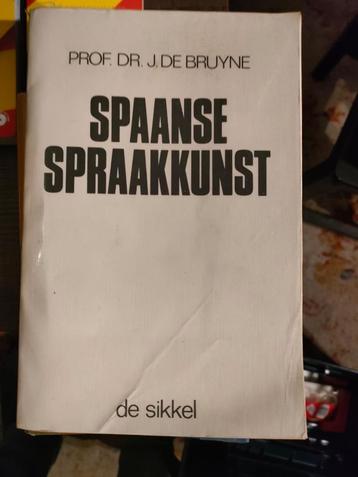 PROF. DR. J. DE BRUYNE
SPAANSE
SPRAAKKUNST
de sikkel